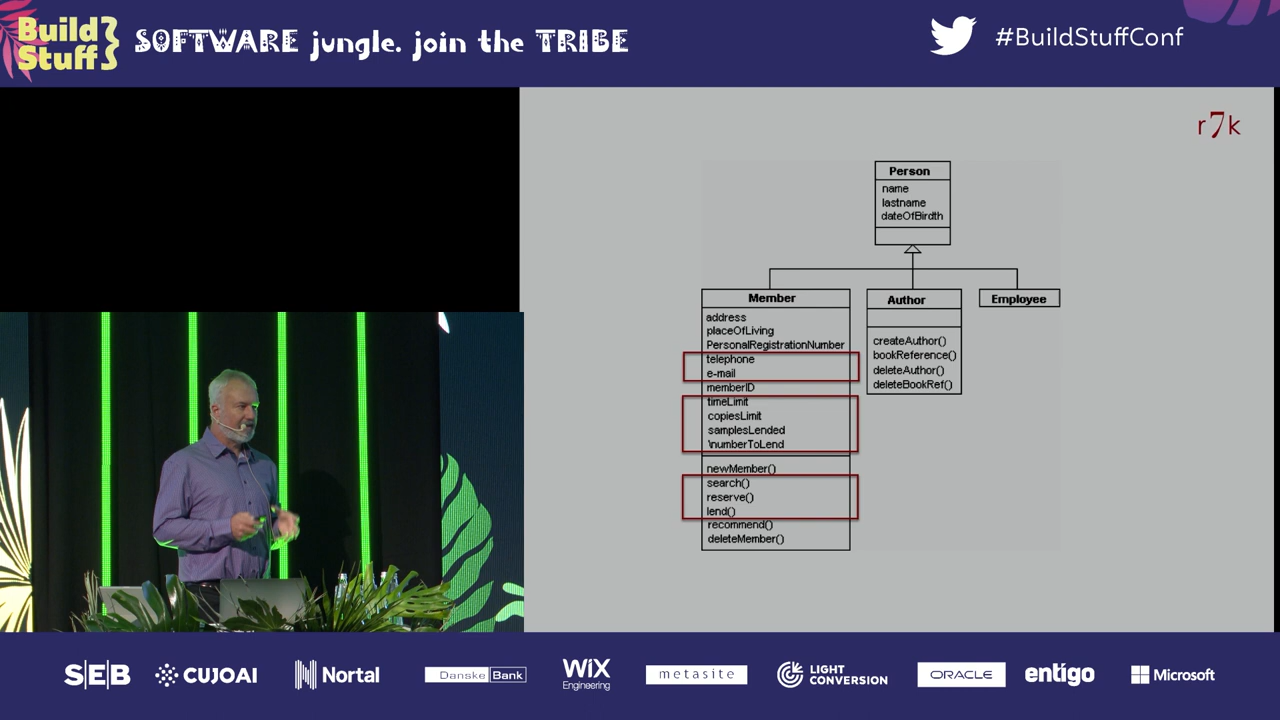 Build
Stuff
SOFTWARE jungle. join the TRIBE
#BuildStuffConf
r7k
Person
name
lastname
dateOfBirdth
Member
address
placeOfLiving
PersonalRegistrationNumber
telephone
e-mail
memberID
timeLimit
copiesLimit
samplesLended
\numberToLend
newMember()
search()
reserve()
lend()
recommend()
deleteMember()
Author
createAuthor()
bookReference()
deleteAuthor()
deleteBookRef()
Employee
S|E|B
CUJOAI
Nortal
Danske Bank
WiX
Engineering
metasite
LIGHT
CONVERSION
ORACLE
entigo
Microsoft